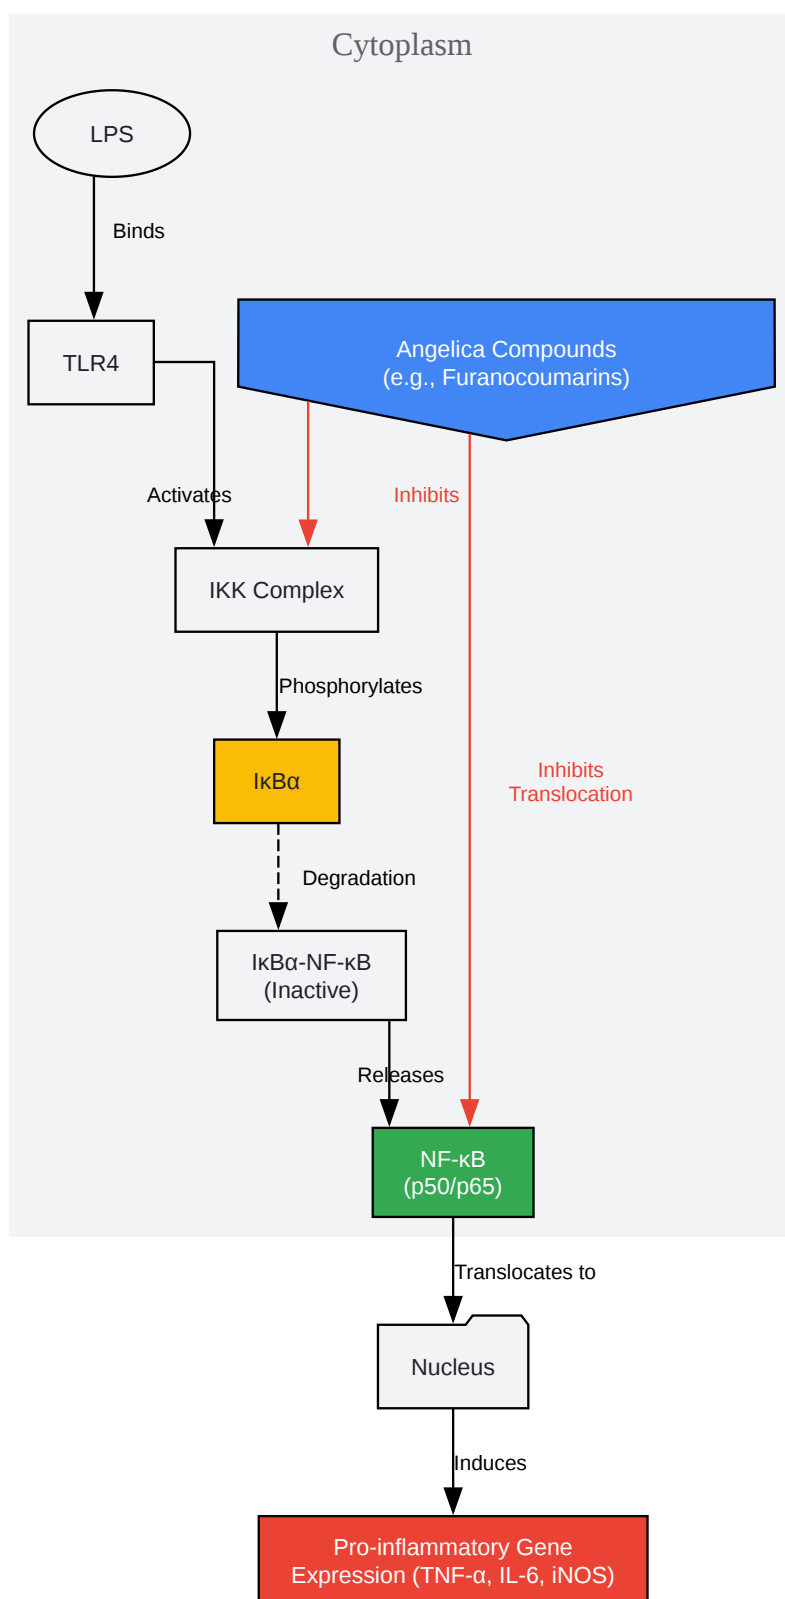 Cytoplasm
LPS
Binds
TLR4
Angelica Compounds
(e.g., Furanocoumarins)
Activates
Inhibits
IKK Complex
Phosphorylates
IκBα
Inhibits
Translocation
Degradation
IκBα-NF-κB
(Inactive)
Releases
NF-κB
(p50/p65)
Translocates to
Nucleus
Induces
Pro-inflammatory Gene
Expression (TNF-α, IL-6, iNOS)